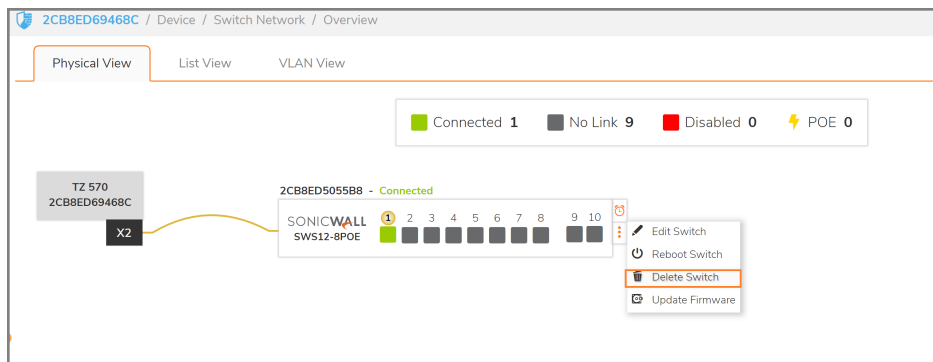 2CB8ED69468C / Device / Switch Network / Overview
Physical View List View VLAN View
Connected 1 No Link 9 Disabled 0 POE 0
TZ 570
2CB8ED69468C
X2
2CB8ED5055B8 - Connected
SONICWALL
SWS12-8POE
1 2 3 4 5 6 7 8 9 10
Edit Switch
Reboot Switch
Delete Switch
Update Firmware